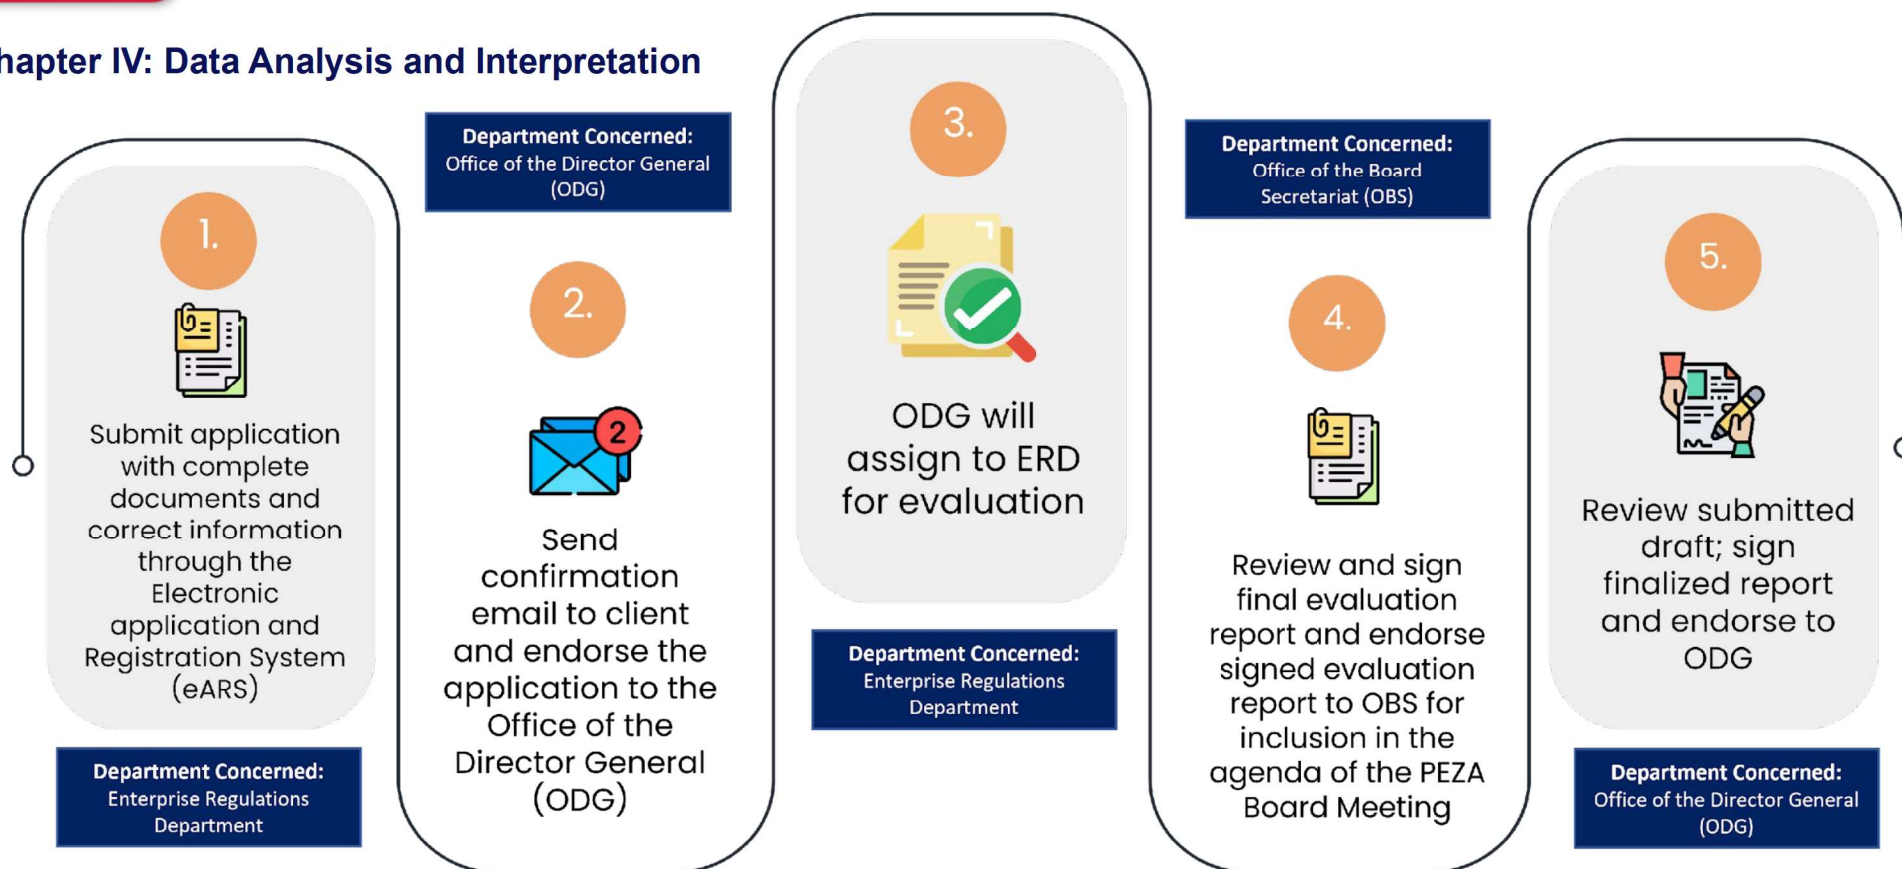 hapter IV: Data Analysis and Interpretation
1.
Submit application
with complete
documents and
correct information
through the
Electronic
application and
Registration System
(eARS)
Department Concerned:
Enterprise Regulations
Department
Department Concerned:
Office of the Director General
(ODG)
2.
2
Send
confirmation
email to client
and endorse the
application to the
Office of the
Director General
(ODG)
3.
ODG will
assign to ERD
for evaluation
Department Concerned:
Enterprise Regulations
Department
Department Concerned:
Office of the Board
Secretariat (OBS)
4.
Review and sign
final evaluation
report and endorse
signed evaluation
report to OBS for
inclusion in the
agenda of the PEZA
Board Meeting
5.
Review submitted
draft; sign
finalized report
and endorse to
ODG
Department Concerned:
Office of the Director General
(ODG)